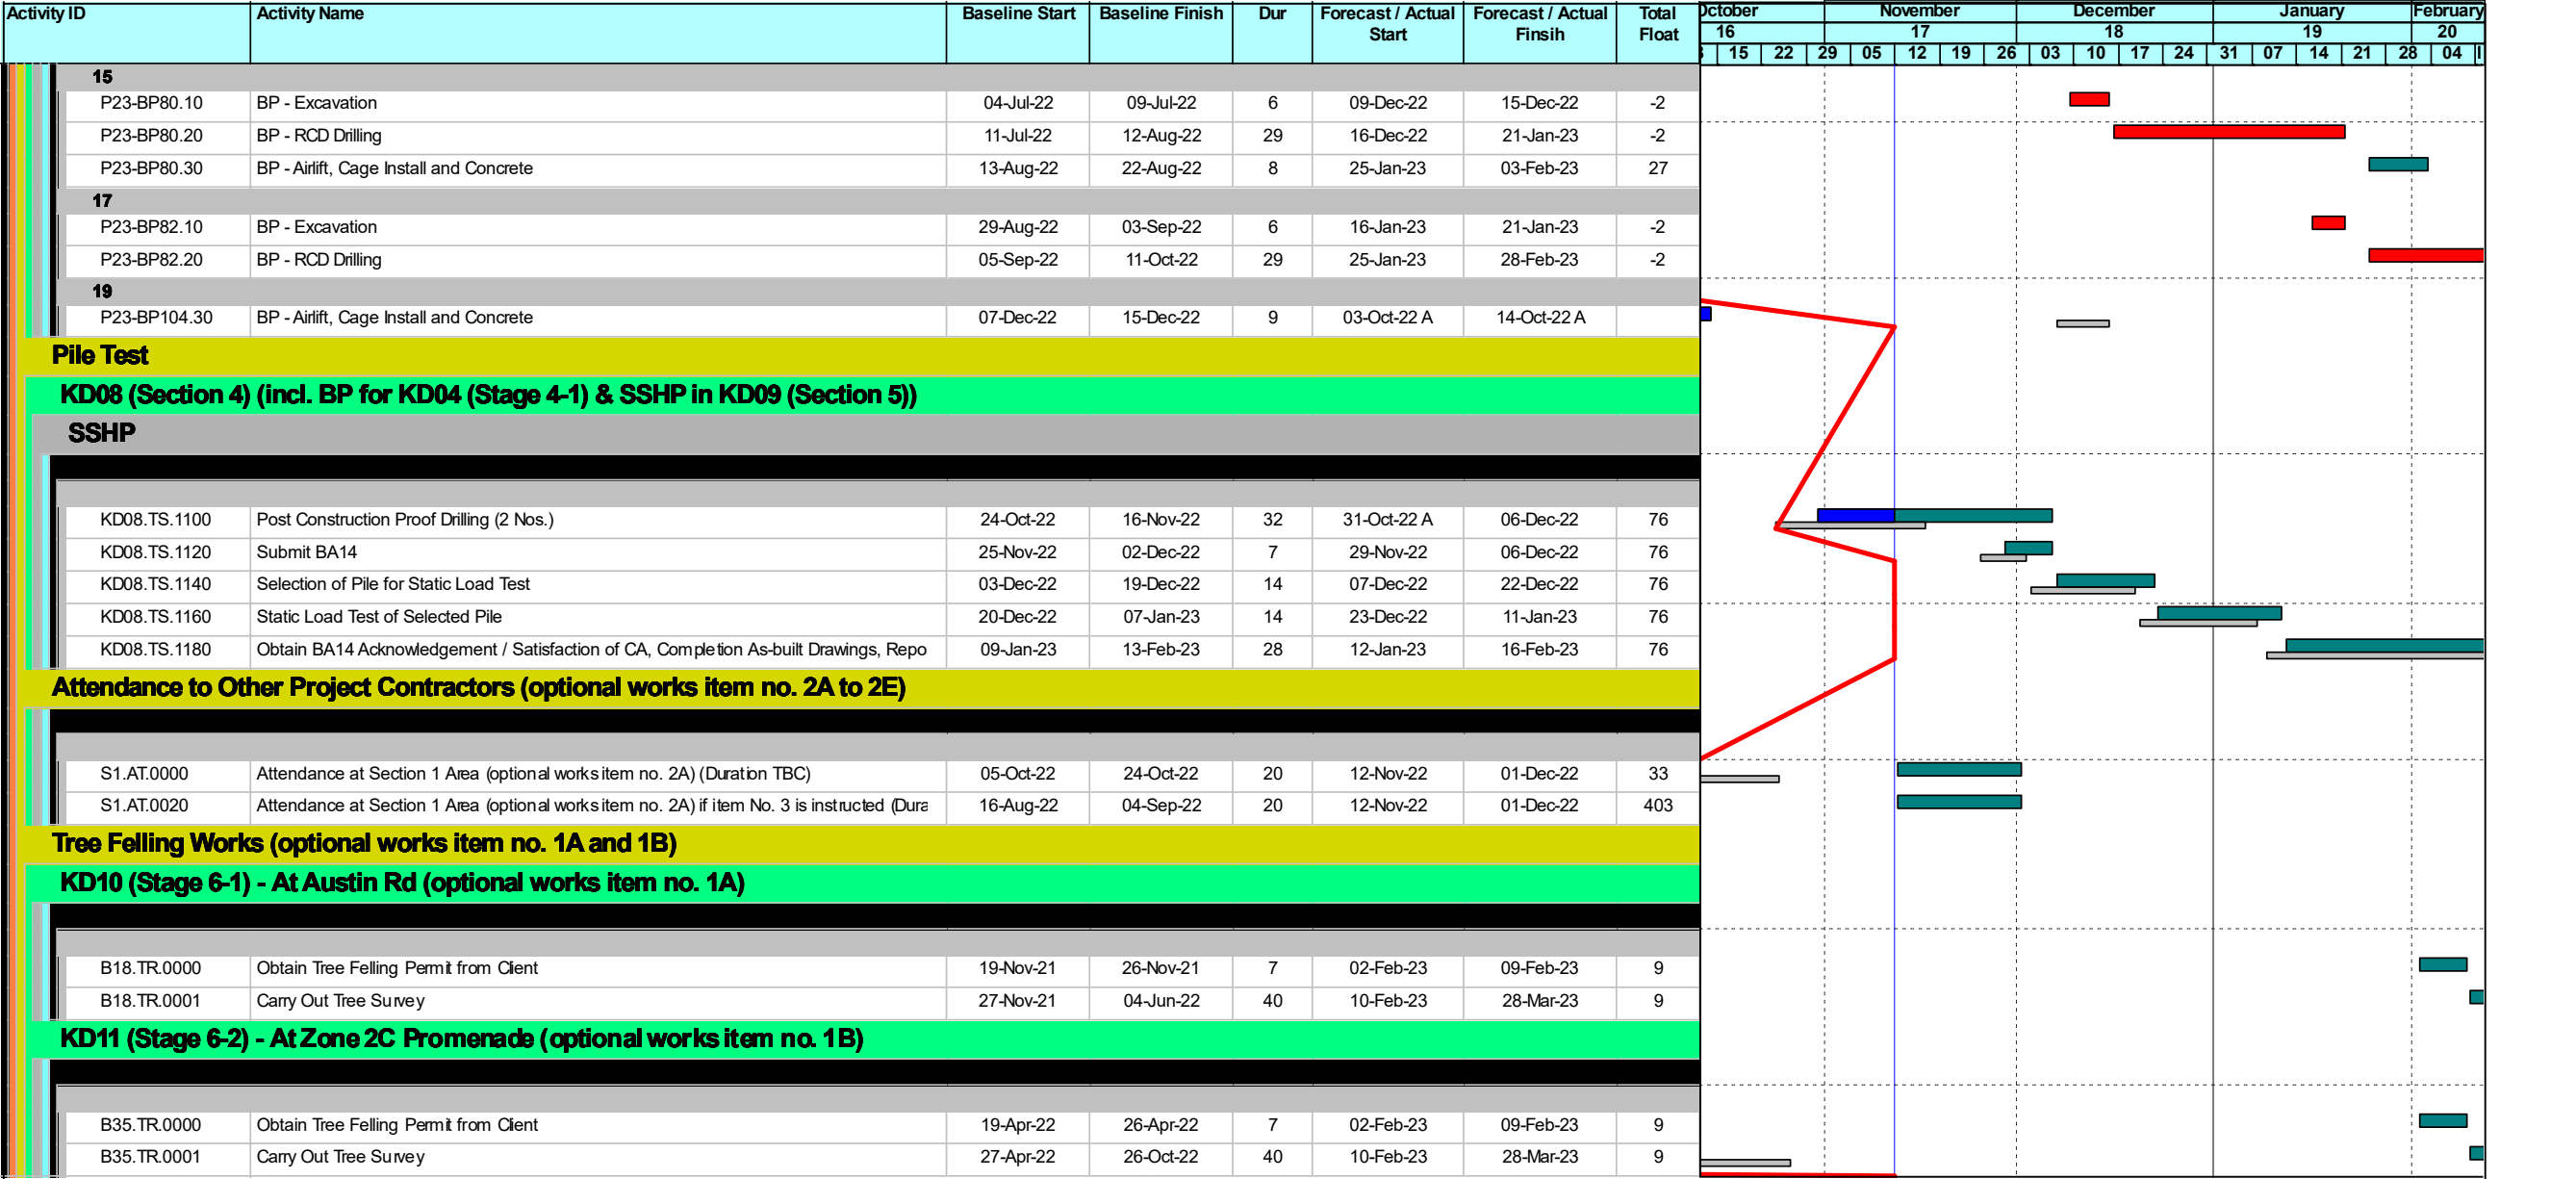 Activity ID Activity Name Baseline Start Baseline Finish Dur Forecast / Actual Start Forecast / Actual Finsih Total Float
October November December January February
16 17 18 19 20
15 22 29 05 12 19 26 03 10 17 24 31 07 14 21 28 04
15
P23-BP80.10 BP - Excavation 04-Jul-22 09-Jul-22 6 09-Dec-22 15-Dec-22 -2
P23-BP80.20 BP - RCD Drilling 11-Jul-22 12-Aug-22 29 16-Dec-22 21-Jan-23 -2
P23-BP80.30 BP - Airlift, Cage Install and Concrete 13-Aug-22 22-Aug-22 8 25-Jan-23 03-Feb-23 27
17
P23-BP82.10 BP - Excavation 29-Aug-22 03-Sep-22 6 16-Jan-23 21-Jan-23 -2
P23-BP82.20 BP - RCD Drilling 05-Sep-22 11-Oct-22 29 25-Jan-23 28-Feb-23 -2
19
P23-BP104.30 BP - Airlift, Cage Install and Concrete 07-Dec-22 15-Dec-22 9 03-Oct-22 A 14-Oct-22 A
Pile Test
KD08 (Section 4) (incl. BP for KD04 (Stage 4-1) & SSHP in KD09 (Section 5))
SSHP
KD08.TS.1100 Post Construction Proof Drilling (2 Nos.) 24-Oct-22 16-Nov-22 32 31-Oct-22 A 06-Dec-22 76
KD08.TS.1120 Submit BA14 25-Nov-22 02-Dec-22 7 29-Nov-22 06-Dec-22 76
KD08.TS.1140 Selection of Pile for Static Load Test 03-Dec-22 19-Dec-22 14 07-Dec-22 22-Dec-22 76
KD08.TS.1160 Static Load Test of Selected Pile 20-Dec-22 07-Jan-23 14 23-Dec-22 11-Jan-23 76
KD08.TS.1180 Obtain BA14 Acknowledgement / Satisfaction of CA, Completion As-built Drawings, Repo 09-Jan-23 13-Feb-23 28 12-Jan-23 16-Feb-23 76
Attendance to Other Project Contractors (optional works item no. 2A to 2E)
S1.AT.0000 Attendance at Section 1 Area (optional works item no. 2A) (Duration TBC) 05-Oct-22 24-Oct-22 20 12-Nov-22 01-Dec-22 33
S1.AT.0020 Attendance at Section 1 Area (optional works item no. 2A) if item No. 3 is instructed (Dura 16-Aug-22 04-Sep-22 20 12-Nov-22 01-Dec-22 403
Tree Felling Works (optional works item no. 1A and 1B)
KD10 (Stage 6-1) - At Austin Rd (optional works item no. 1A)
B18.TR.0000 Obtain Tree Felling Permit from Client 19-Nov-21 26-Nov-21 7 02-Feb-23 09-Feb-23 9
B18.TR.0001 Carry Out Tree Survey 27-Nov-21 04-Jun-22 40 10-Feb-23 28-Mar-23 9
KD11 (Stage 6-2) - At Zone 2C Promenade (optional works item no. 1B)
B35.TR.0000 Obtain Tree Felling Permit from Client 19-Apr-22 26-Apr-22 7 02-Feb-23 09-Feb-23 9
B35.TR.0001 Carry Out Tree Survey 27-Apr-22 26-Oct-22 40 10-Feb-23 28-Mar-23 9